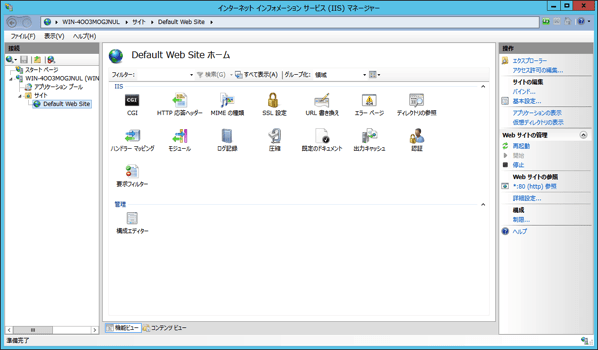 インターネット インフォメーション サービス (IIS) マネージャー
WIN-4OO3MOGJNUL ▸ サイト ▸ Default Web Site ▸
ファイル(F) 表示(V) ヘルプ(H)
接続
スタート ページ
WIN-4OO3MOGJNUL (WIN
アプリケーション プール
サイト
Default Web Site
Default Web Site ホーム
フィルター: 検索(G) すべて表示(A) グループ化: 領域
IIS
CGI HTTP 応答ヘッダー MIME の種類 SSL 設定 URL 書き換え エラー ページ ディレクトリの参照
ハンドラー マッピング モジュール ログ記録 圧縮 既定のドキュメント 出力キャッシュ 認証
要求フィルター
管理
構成エディター
機能ビュー コンテンツ ビュー
操作
エクスプローラー
アクセス許可の編集...
サイトの編集
バインド...
基本設定...
アプリケーションの表示
仮想ディレクトリの表示
Web サイトの管理
再起動
開始
停止
Web サイトの参照
*:80 (http) 参照
詳細設定...
構成
制限...
ヘルプ
準備完了